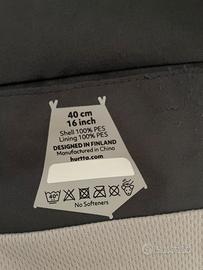 40 cm
16 inch
Shell 100% PES
Lining 100% PES
DESIGNED IN FINLAND
Manufactured in China
hurtta.com
40°
No Softeners